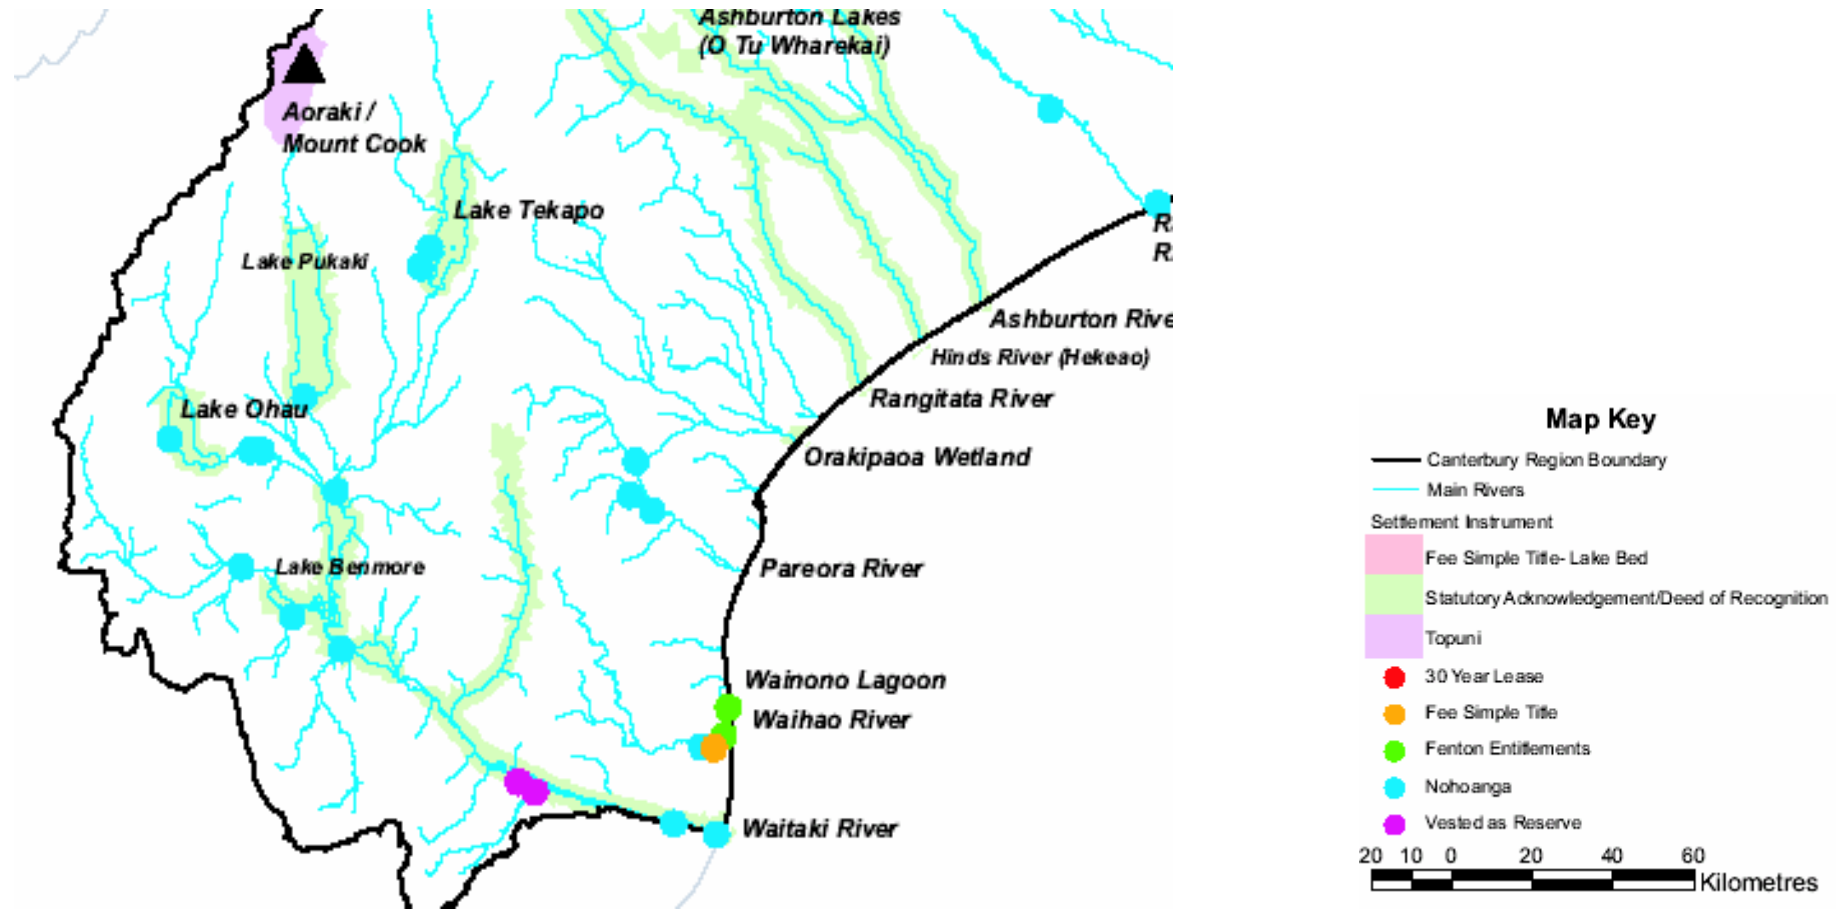 Ashburton Lakes
(O Tu Wharekai)
Aoraki /
Mount Cook
Lake Tekapo
R
R
Lake Pukaki
Ashburton Rive
Hinds River (Hekeao)
Rangitata River
Lake Ohau
Orakipaoa Wetland
Lake Benmore
Pareora River
Wainono Lagoon
Waihao River
Waitaki River
Map Key
Canterbury Region Boundary
Main Rivers
Settlement Instrument
Fee Simple Title- Lake Bed
Statutory Acknowledgement/Deed of Recognition
Topuni
30 Year Lease
Fee Simple Title
Fenton Entitlements
Nohoanga
Vested as Reserve
20 10 0 20 40 60
Kilometres